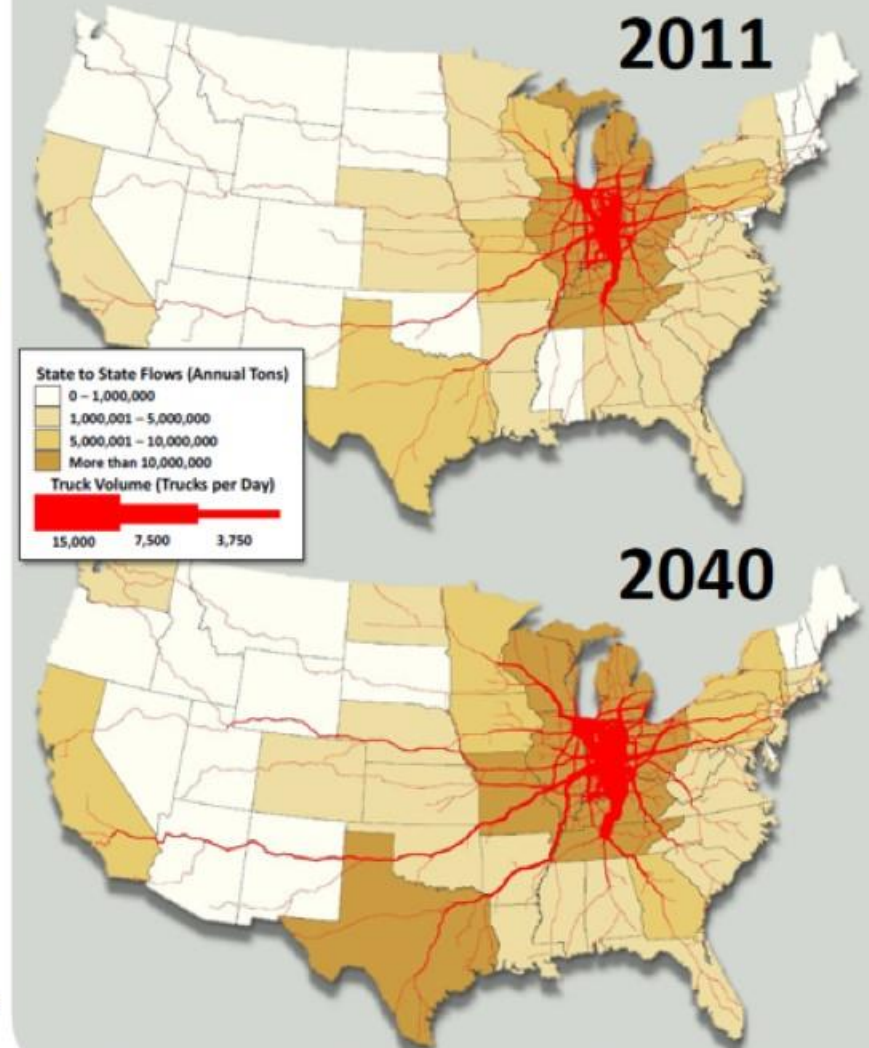 2011
State to State Flows (Annual Tons)
0 – 1,000,000
1,000,001 – 5,000,000
5,000,001 – 10,000,000
More than 10,000,000
Truck Volume (Trucks per Day)
15,000 7,500 3,750
2040